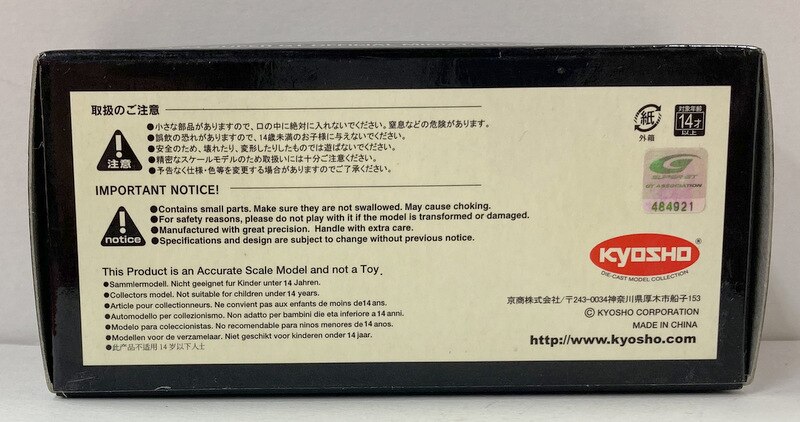 取扱のご注意
注意
●小さな部品がありますので、口の中に絶対に入れないでください。窒息などの危険があります。
●誤飲の恐れがありますので、14歳未満のお子様に与えないでください。
●安全のため、壊れたり、変形したりしたものでは遊ばないでください。
●精密なスケールモデルのため取扱いには十分ご注意ください。
●予告なく仕様・色等を変更する場合がありますのでご了承ください。
紙
外箱
対象年齢
14才
以上
SUPER GT
GT ASSOCIATION
484921
IMPORTANT NOTICE!
notice
●Contains small parts. Make sure they are not swallowed. May cause choking.
●For safety reasons, please do not play with it if the model is transformed or damaged.
●Manufactured with great precision. Handle with extra care.
●Specifications and design are subject to change without previous notice.
This Product is an Accurate Scale Model and not a Toy.
●Sammlermodell. Nicht geeignet fur Kinder unter 14 Jahren.
●Collectors model. Not suitable for children under 14 years.
●Article pour collectionneurs. Ne convient pas aux enfants de moins de14 ans.
●Automodello per collezionismo. Non adatto per bambini die eta inferiore a 14 anni.
●Modelo para coleccionistas. No recomendado para ninos menores de 14 anos.
●Modellen voor de verzamelaar. Niet geschikt voor kinderen onder 14 jaar.
●此产品不适用 14 岁以下人士
KYOSHO®
DIE-CAST MODEL COLLECTION
京商株式会社/〒243-0034神奈川県厚木市船子153
© KYOSHO CORPORATION
MADE IN CHINA
http://www.kyosho.com